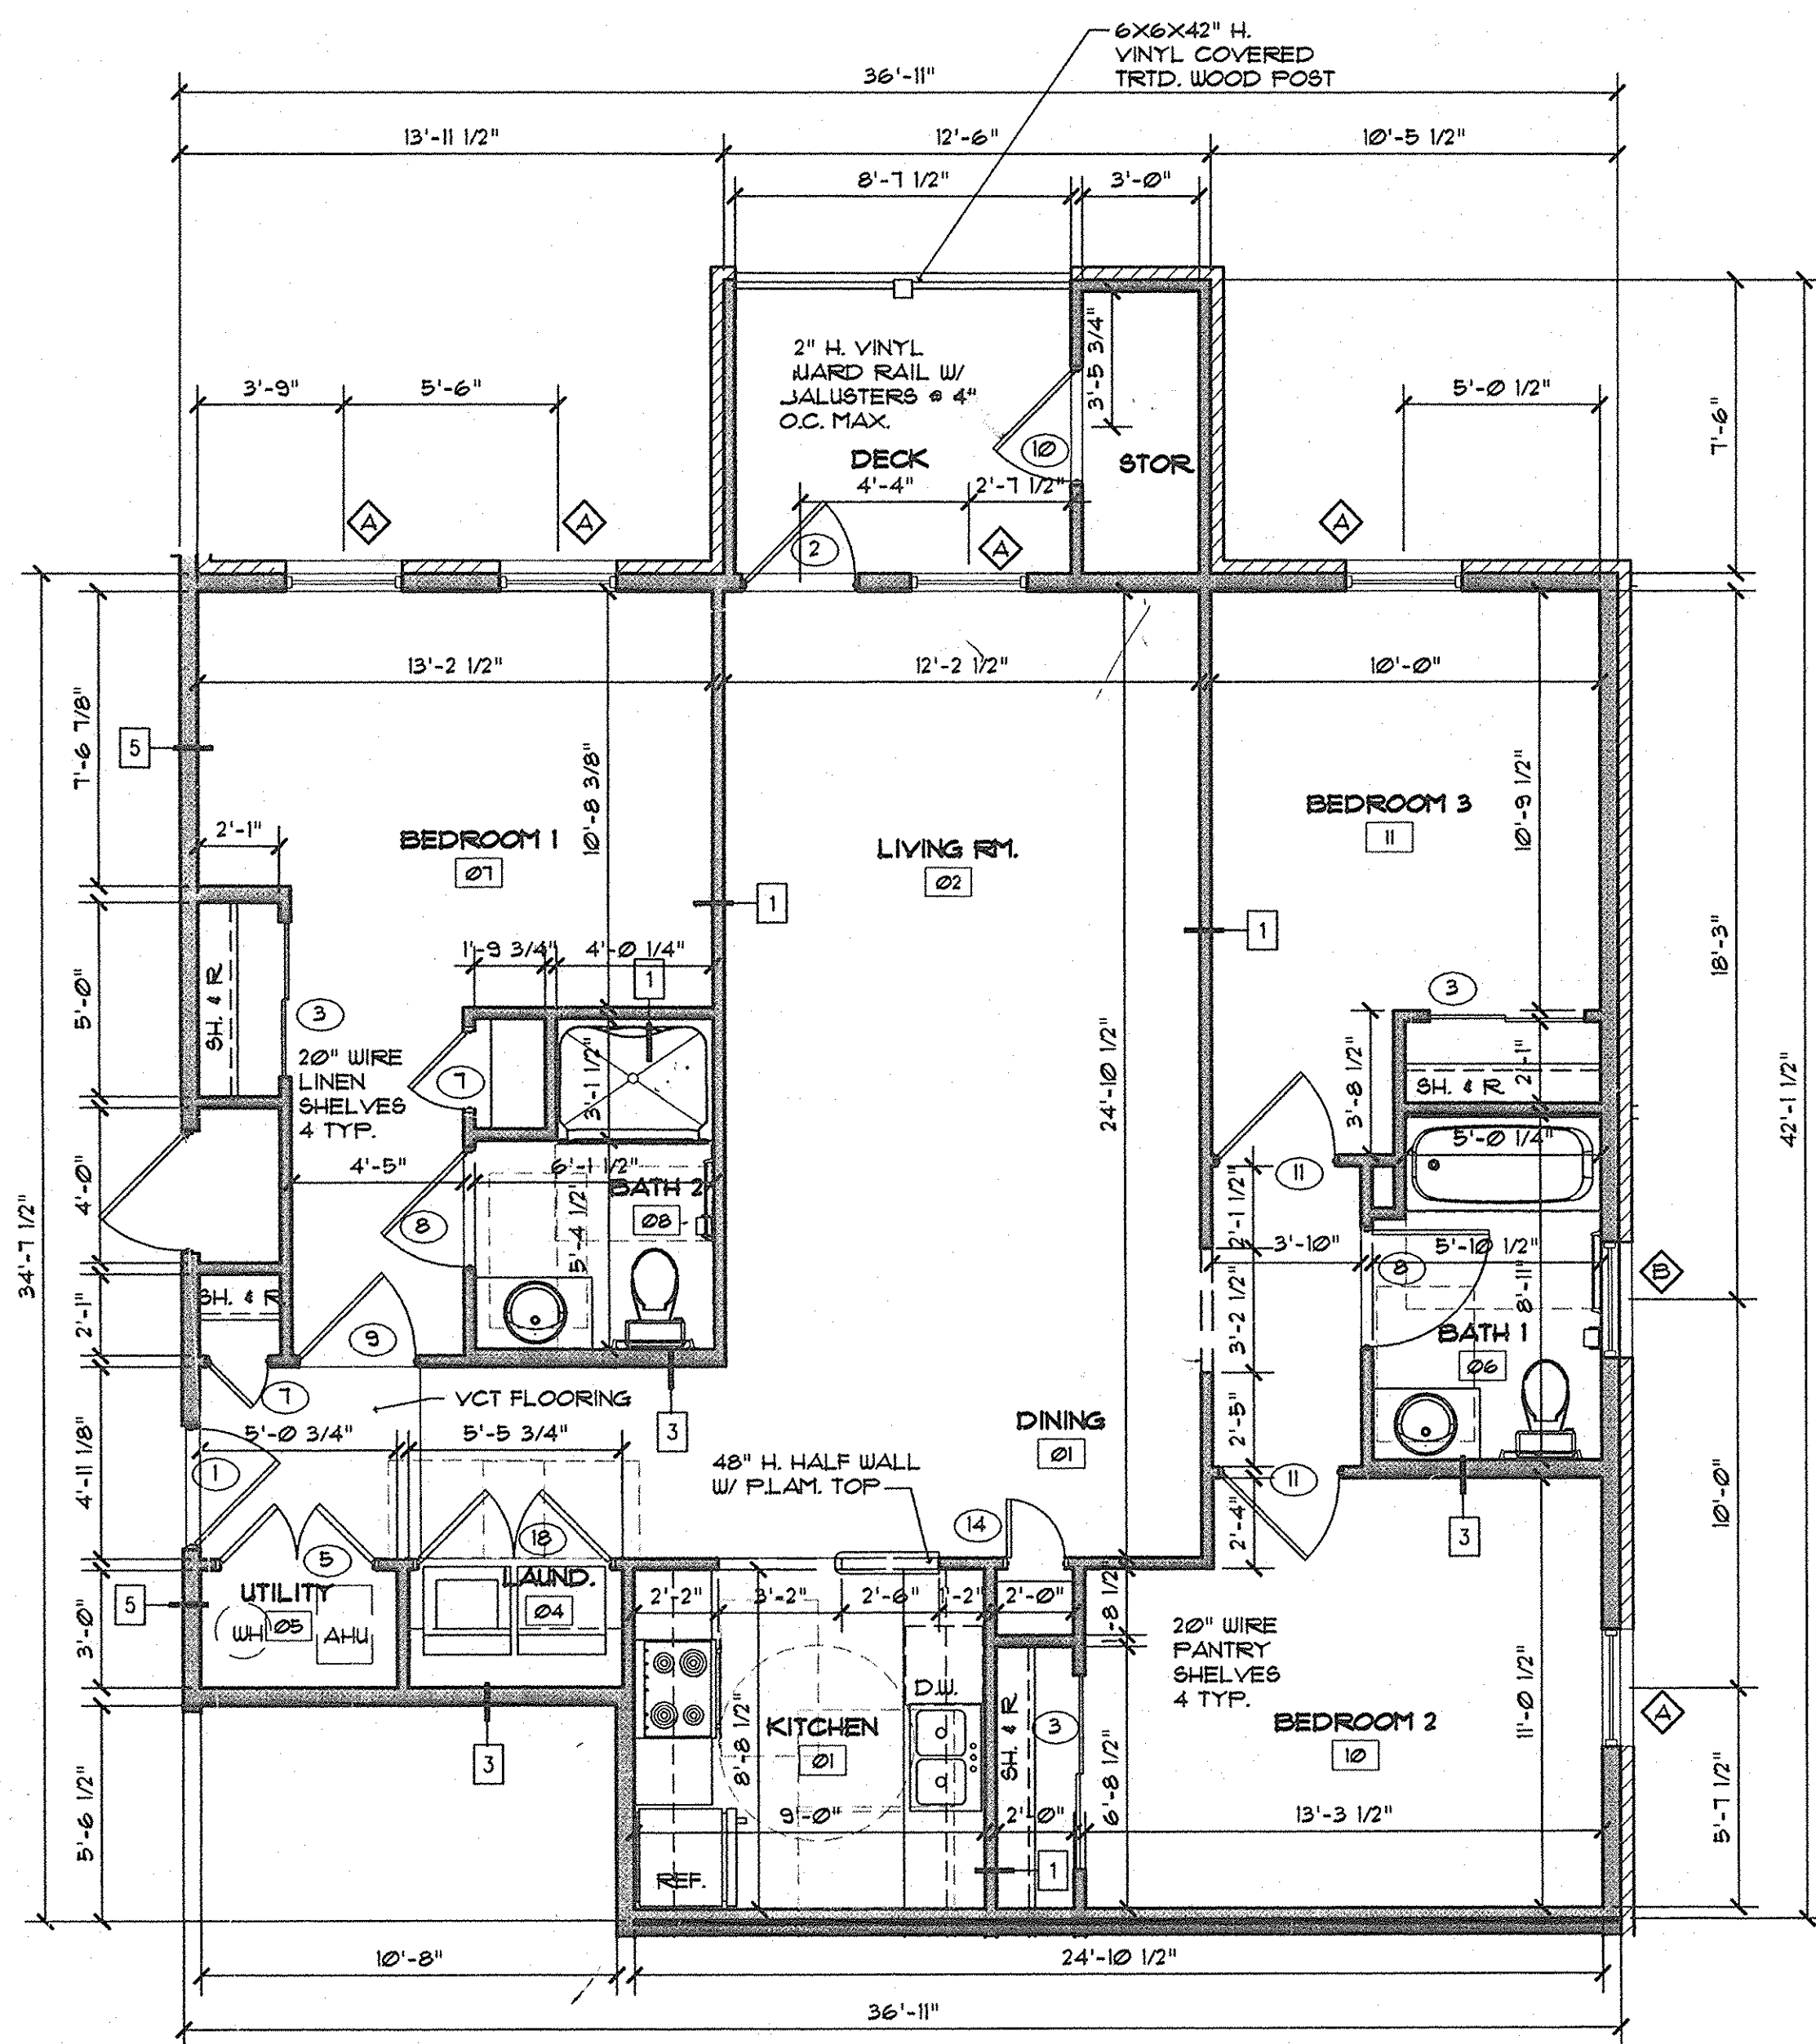 6X6X42" H.
VINYL COVERED
TRTD. WOOD POST
36'-11"
13'-11 1/2"
12'-6"
10'-5 1/2"
8'-7 1/2"
3'-0"
3'-9"
5'-6"
2" H. VINYL
RAIL W/
@ 4"
O.C. MAX.
3'-5 3/4"
5'-0 1/2"
7'-6"
10
DECK
STOR
4'-4"
2'-7 1/2"
A
A
2
A
A
13'-2 1/2"
12'-2 1/2"
10'-0"
7'-6 7/8"
5
10'-8 3/8"
10'-9 1/2"
18'-3"
2'-1"
BEDROOM 1
07
LIVING RM.
02
BEDROOM 3
11
1
1
1'-9 3/4"
4'-0 1/4"
1
5'-0"
SH. & R
3
20" WIRE
LINEN
SHELVES
4 TYP.
7
3'-1 1/2"
24'-10 1/2"
3
3'-8 1/2"
SH. & R
2'-1"
42'-1 1/2"
5'-0 1/4"
4'-5"
6'-1 1/2"
BATH 2
08
11
2'-1 1/2"
34'-7 1/2"
4'-0"
8
5'-4 1/2"
3'-10"
5'-10 1/2"
8
8'-11"
B
SH. & R
2'-1"
9
3'-2 1/2"
BATH 1
06
7
VCT FLOORING
3
DINING
01
5'-0 3/4"
5'-5 3/4"
4'-11 1/8"
1
48" H. HALF WALL
W/ P.LAM. TOP
2'-5"
11
14
2'-4"
3
10'-0"
5
18
UTILITY
05
LAUND.
04
5
WH
AHU
3'-0"
2'-2"
3'-2"
2'-6"
2'-0"
20" WIRE
PANTRY
SHELVES
4 TYP.
D.W.
3
8'-8 1/2"
KITCHEN
01
SH. & R
3
6'-8 1/2"
BEDROOM 2
10
11'-0 1/2"
A
5'-6 1/2"
9'-0"
2'-0"
13'-3 1/2"
5'-7 1/2"
REF.
1
10'-8"
24'-10 1/2"
36'-11"